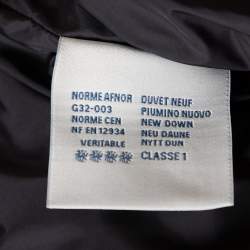 NORME AFNOR DUVET NEUF
G32-003 PIUMINO NUOVO
NORME CEN NEW DOWN
NF EN 12934 NEU DAUNE
VERITABLE NYTT DUN
CLASSE 1